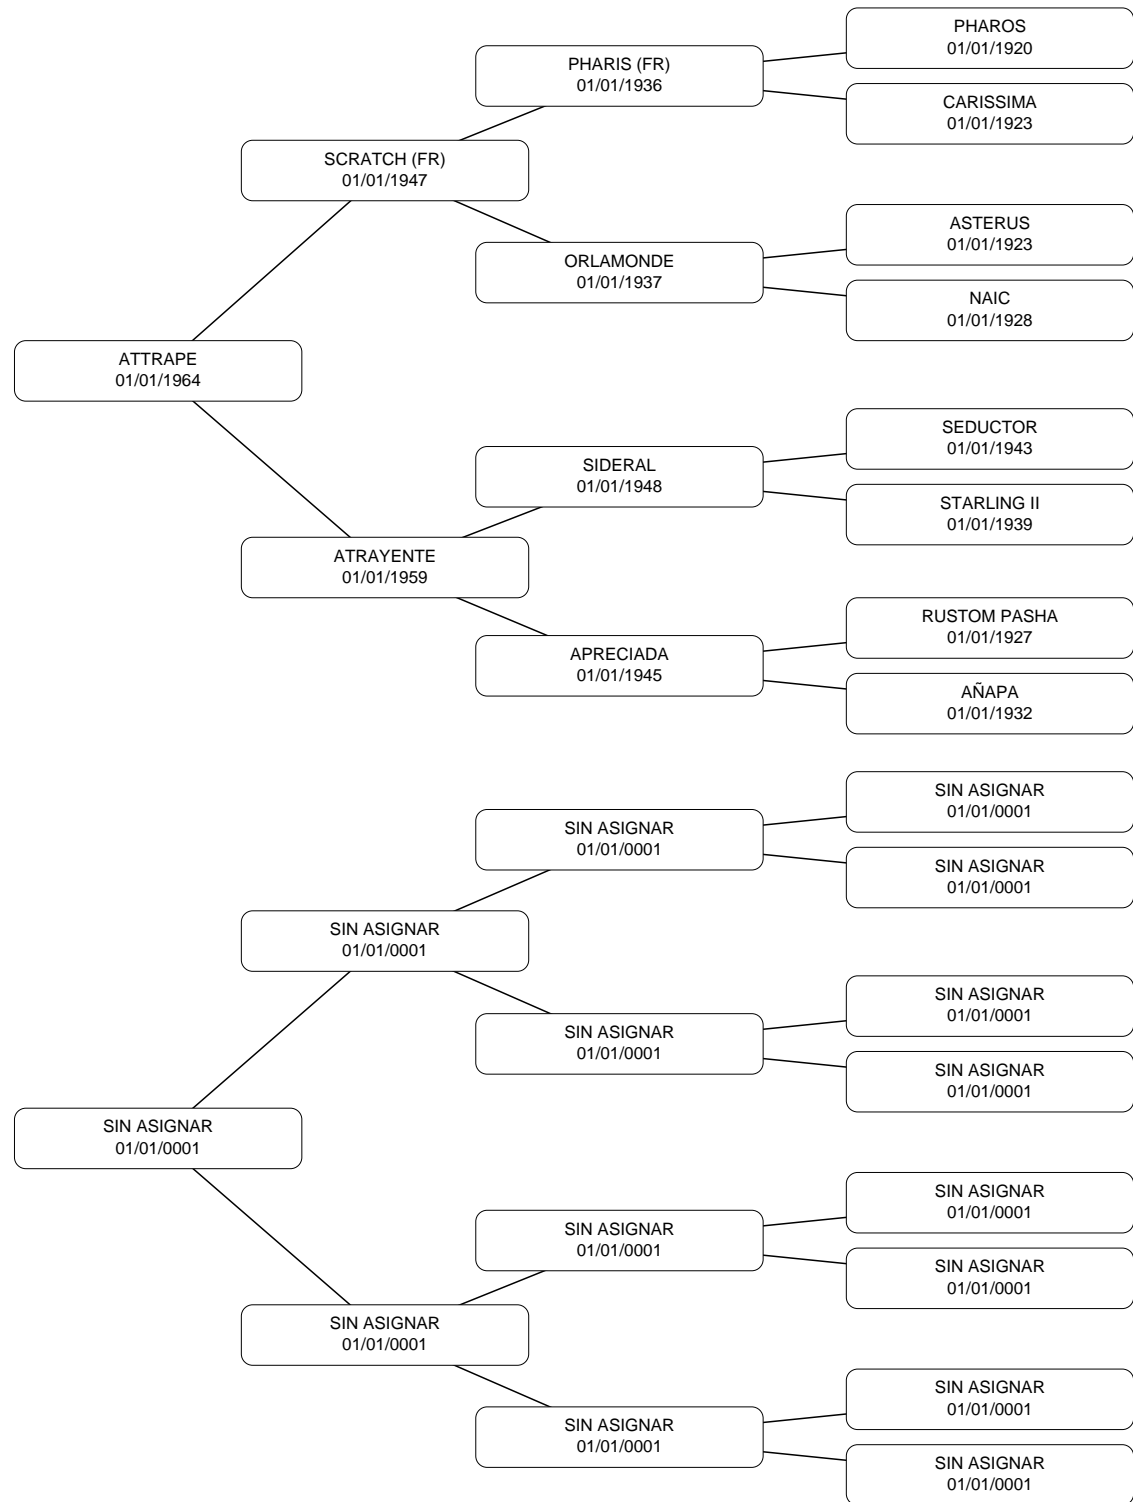 PHAROS
01/01/1920
PHARIS (FR)
01/01/1936
CARISSIMA
01/01/1923
SCRATCH (FR)
01/01/1947
ASTERUS
01/01/1923
ORLAMONDE
01/01/1937
NAIC
01/01/1928
ATTRAPE
01/01/1964
SEDUCTOR
01/01/1943
SIDERAL
01/01/1948
STARLING II
01/01/1939
ATRAYENTE
01/01/1959
RUSTOM PASHA
01/01/1927
APRECIADA
01/01/1945
AÑAPA
01/01/1932
SIN ASIGNAR
01/01/0001
SIN ASIGNAR
01/01/0001
SIN ASIGNAR
01/01/0001
SIN ASIGNAR
01/01/0001
SIN ASIGNAR
01/01/0001
SIN ASIGNAR
01/01/0001
SIN ASIGNAR
01/01/0001
SIN ASIGNAR
01/01/0001
SIN ASIGNAR
01/01/0001
SIN ASIGNAR
01/01/0001
SIN ASIGNAR
01/01/0001
SIN ASIGNAR
01/01/0001
SIN ASIGNAR
01/01/0001
SIN ASIGNAR
01/01/0001
SIN ASIGNAR
01/01/0001